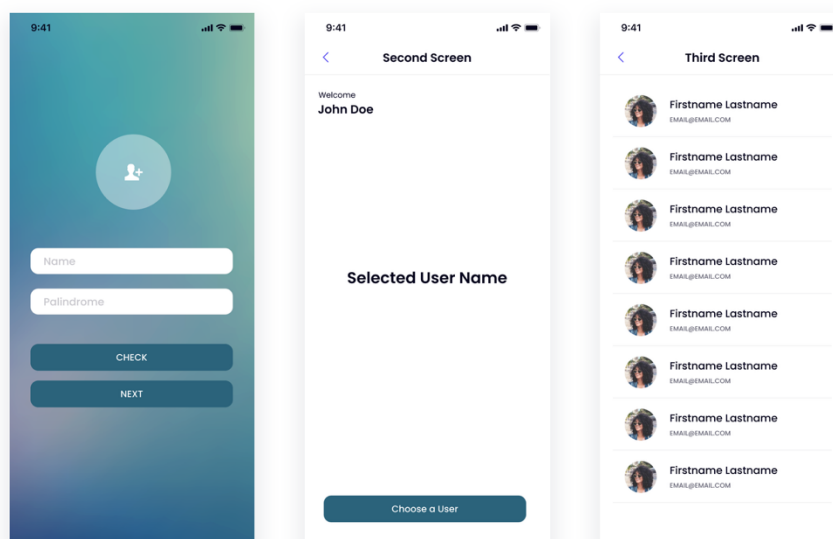 9:41
Name
Palindrome
CHECK
NEXT
9:41
Second Screen
Welcome
John Doe
Selected User Name
Choose a User
9:41
Third Screen
Firstname Lastname
EMAIL@EMAIL.COM
Firstname Lastname
EMAIL@EMAIL.COM
Firstname Lastname
EMAIL@EMAIL.COM
Firstname Lastname
EMAIL@EMAIL.COM
Firstname Lastname
EMAIL@EMAIL.COM
Firstname Lastname
EMAIL@EMAIL.COM
Firstname Lastname
EMAIL@EMAIL.COM
Firstname Lastname
EMAIL@EMAIL.COM